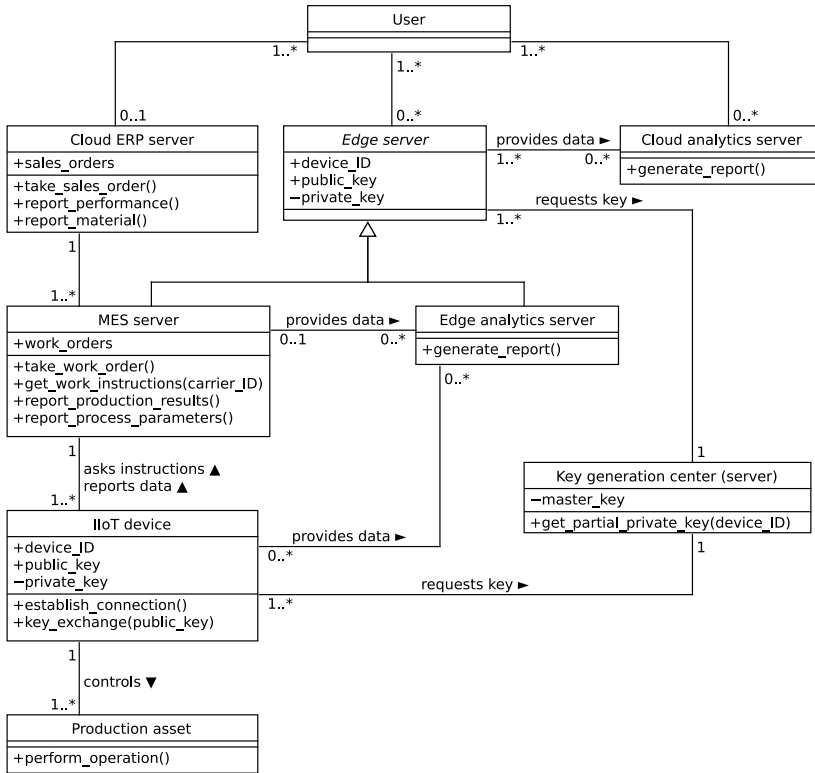 User
1..*
1..*
1..*
0..1
0..*
0..*
Cloud ERP server
+sales_orders
+take_sales_order()
+report_performance()
+report_material()
Edge server
+device_ID
+public_key
−private_key
provides data ►
1..*
0..*
Cloud analytics server
+generate_report()
requests key ►
1..*
1
1..*
MES server
+work_orders
+take_work_order()
+get_work_instructions(carrier_ID)
+report_production_results()
+report_process_parameters()
provides data ►
0..1
0..*
Edge analytics server
+generate_report()
0..*
1
asks instructions ▲
reports data ▲
1..*
1
Key generation center (server)
−master_key
+get_partial_private_key(device_ID)
1
IIoT device
+device_ID
+public_key
−private_key
+establish_connection()
+key_exchange(public_key)
provides data ►
0..*
requests key ►
1..*
1
controls ▼
1..*
Production asset
+perform_operation()